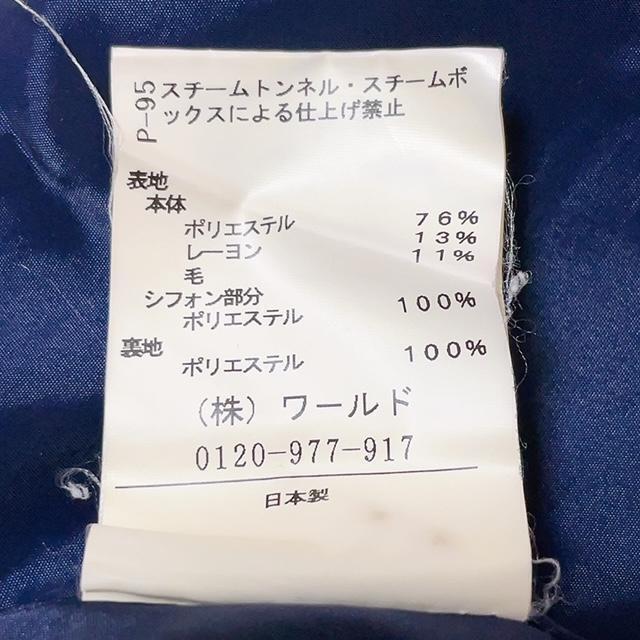 P-95
スチームトンネル・スチームボ
ックスによる仕上げ禁止
表地
本体
ポリエステル 76%
レーヨン 13%
毛 11%
シフォン部分
ポリエステル 100%
裏地
ポリエステル 100%
(株) ワールド
0120-977-917
日本製